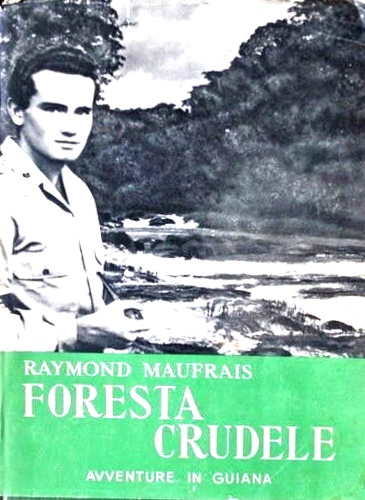 RAYMOND MAUFRAIS
FORESTA
CRUDELE
AVVENTURE IN GUIANA